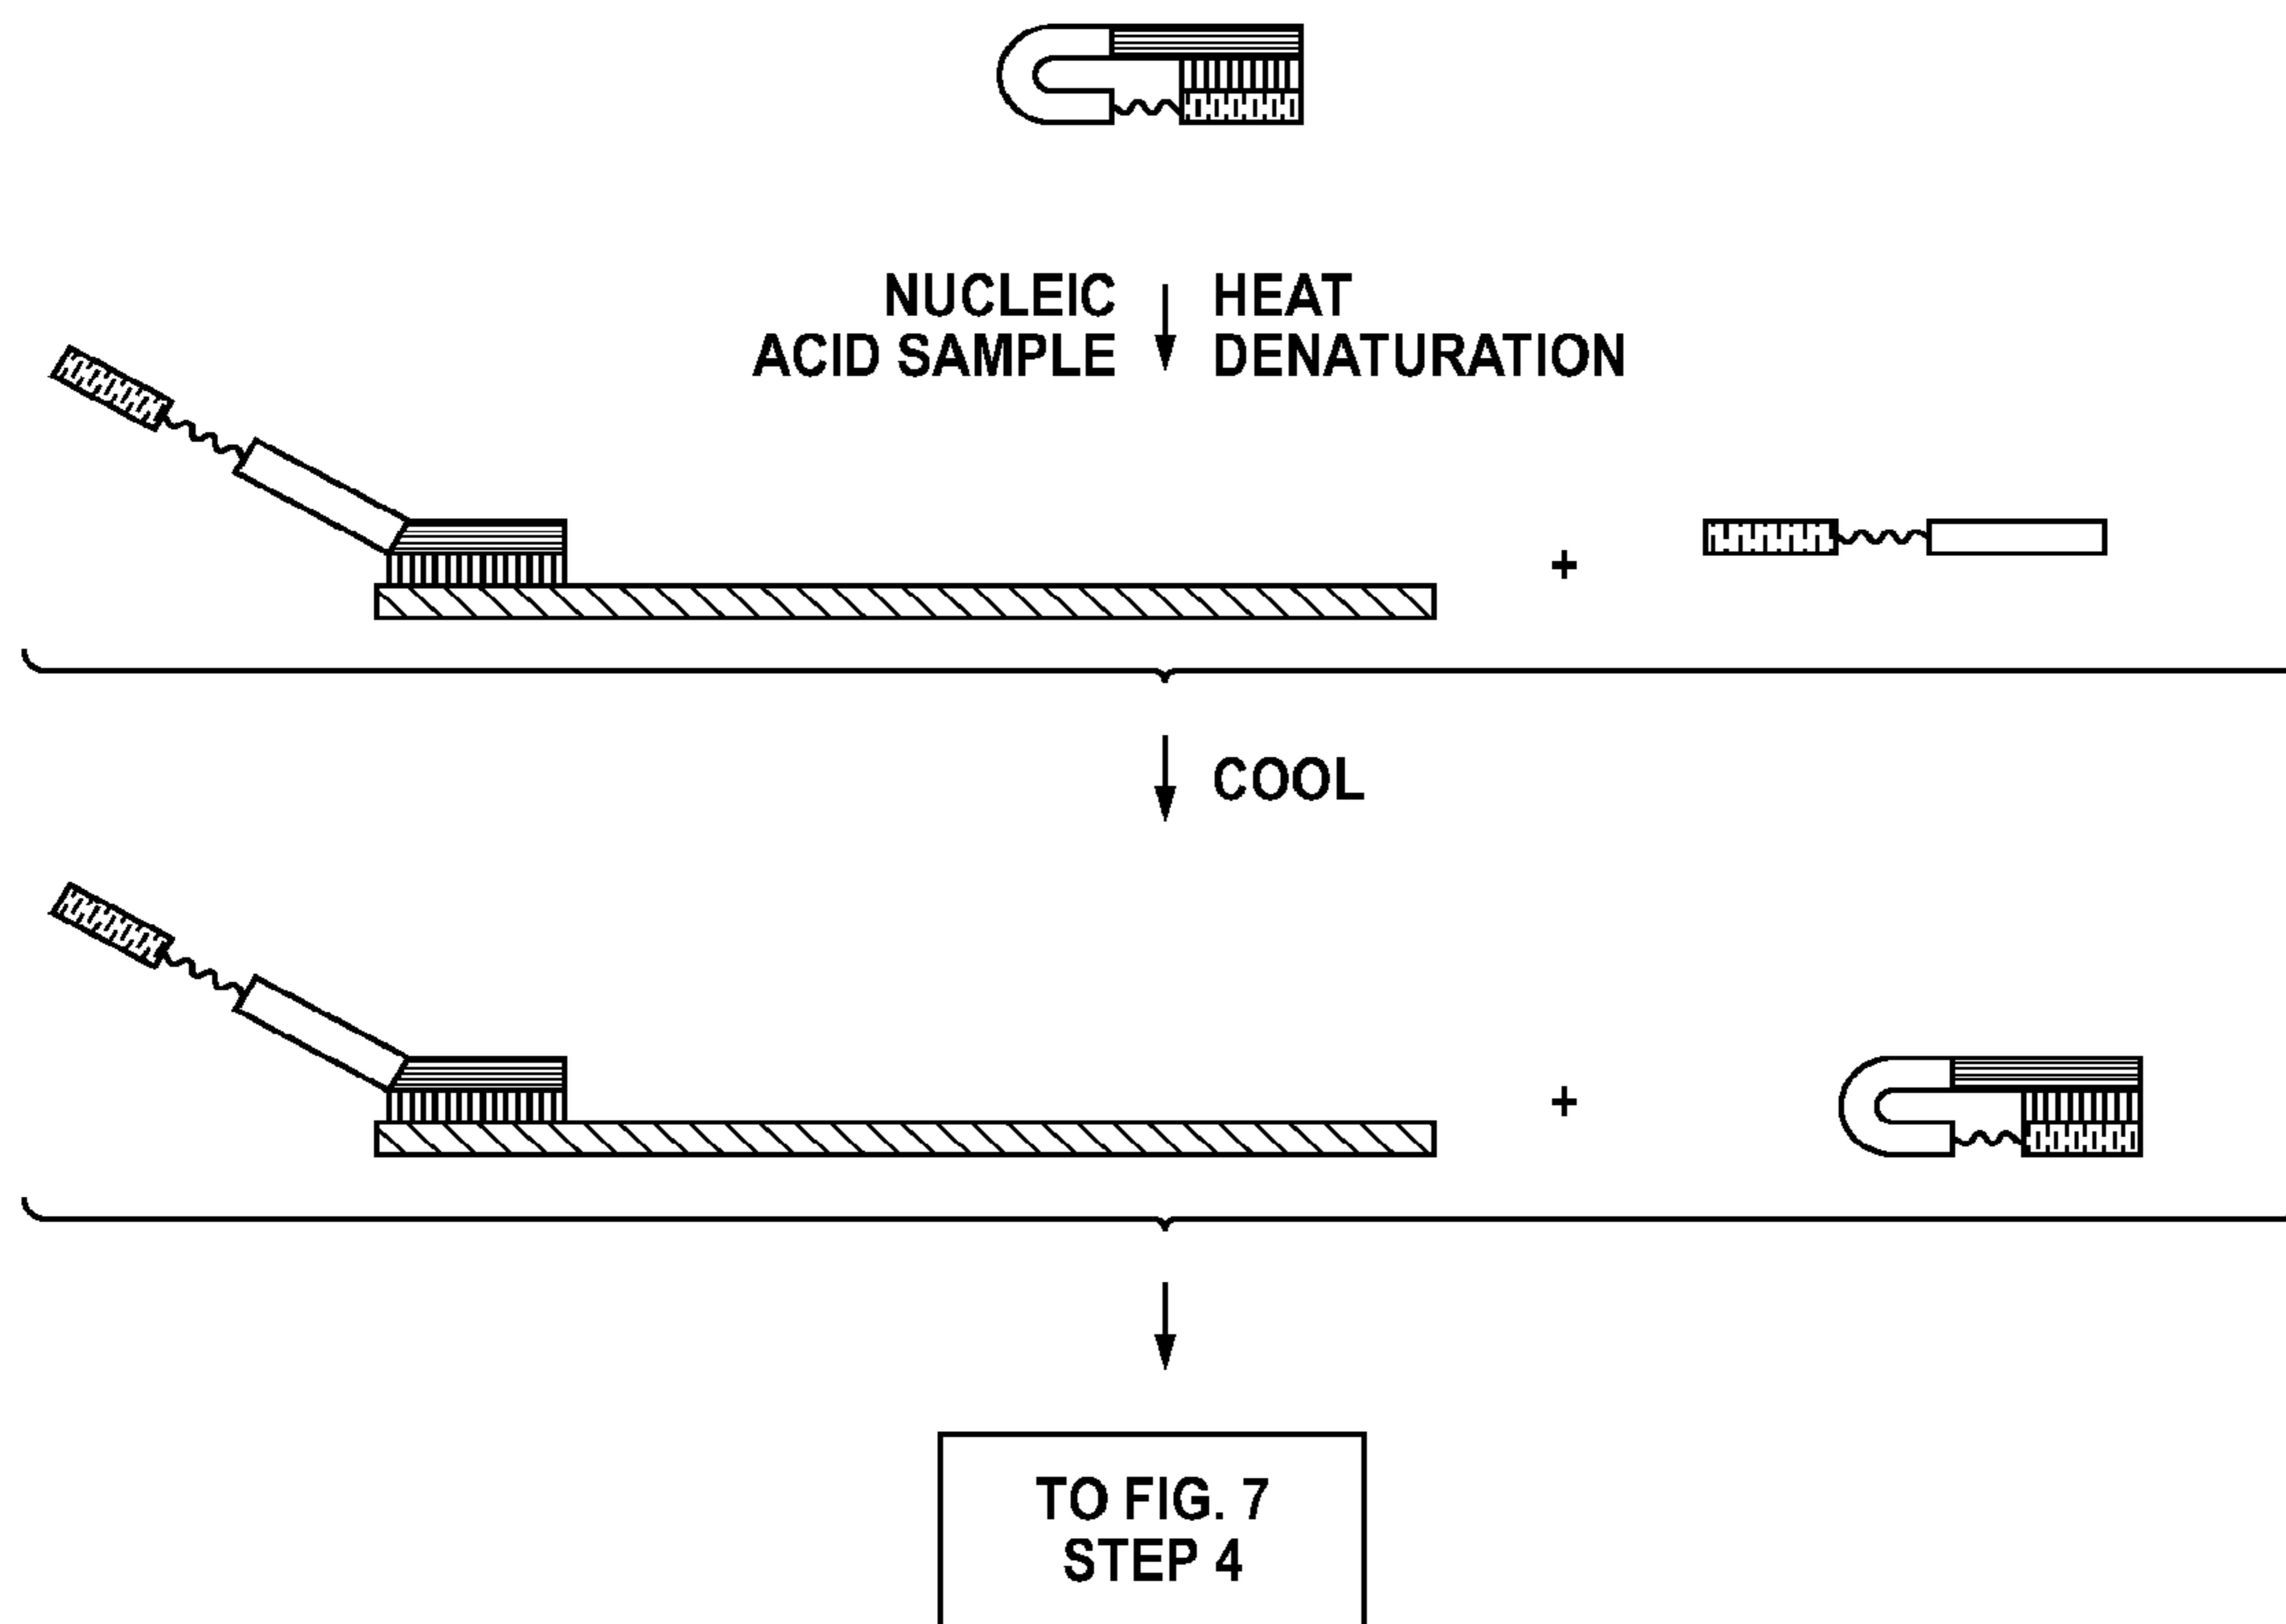 NUCLEIC
ACID SAMPLE
HEAT
DENATURATION
+
COOL
+
TO FIG. 7
STEP 4